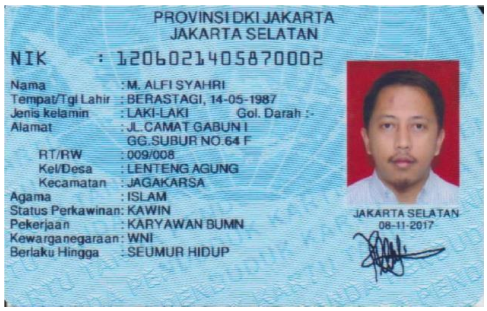 PROVINSI DKI JAKARTA
JAKARTA SELATAN
NIK : 1206021405870002
Nama : M. ALFI SYAHRI
Tempat/Tgl Lahir : BERASTAGI, 14-05-1987
Jenis kelamin : LAKI-LAKI Gol. Darah :-
Alamat : JL.CAMAT GABUN I
GG.SUBUR NO.64 F
RT/RW : 009/008
Kel/Desa : LENTENG AGUNG
Kecamatan : JAGAKARSA
Agama : ISLAM
Status Perkawinan: KAWIN
Pekerjaan : KARYAWAN BUMN
Kewarganegaraan: WNI
Berlaku Hingga : SEUMUR HIDUP
JAKARTA SELATAN
08-11-2017